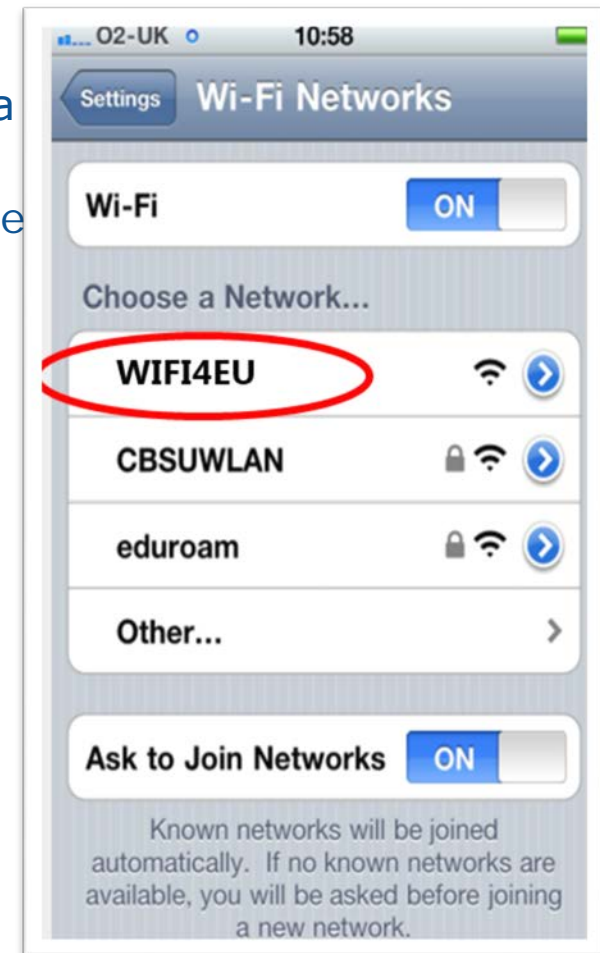 a
e
O2-UK 10:58
Settings Wi-Fi Networks
Wi-Fi ON
Choose a Network...
WIFI4EU
CBSUWLAN
eduroam
Other...
Ask to Join Networks ON
Known networks will be joined
automatically. If no known networks are
available, you will be asked before joining
a new network.